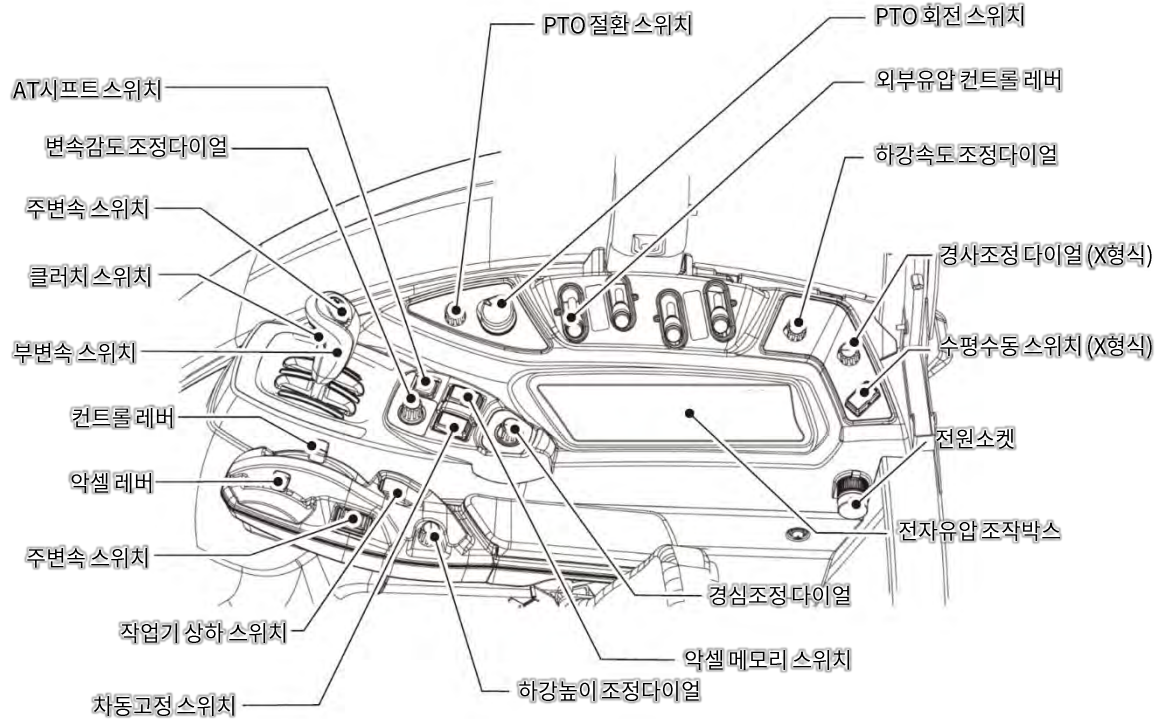 PTO 절환 스위치
PTO 회전 스위치
AT시프트 스위치
외부유압 컨트롤 레버
변속감도 조정다이얼
하강속도 조정다이얼
주변속 스위치
경사조정 다이얼 (X형식)
클러치 스위치
부변속 스위치
수평수동 스위치 (X형식)
컨트롤 레버
전원소켓
악셀 레버
전자유압 조작박스
주변속 스위치
경심조정 다이얼
작업기 상하 스위치
악셀 메모리 스위치
하강높이 조정다이얼
차동고정 스위치